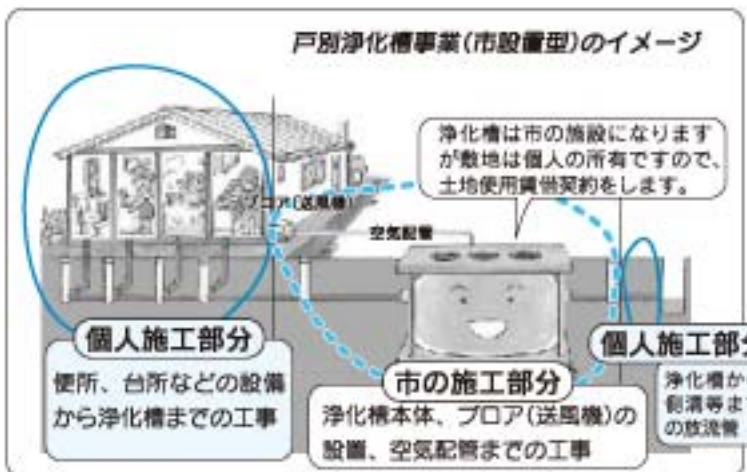 戸別浄化槽事業(市設置型)のイメージ
浄化槽は市の施設になります
が敷地は個人の所有ですので、
土地使用貸借契約をします。
ブロア(送風機)
空気配管
個人施工部分
便所、台所などの設備
から浄化槽までの工事
市の施工部分
浄化槽本体、ブロア(送風機)の
設置、空気配管までの工事
個人施工部分
浄化槽か
側溝等ま
の放流管